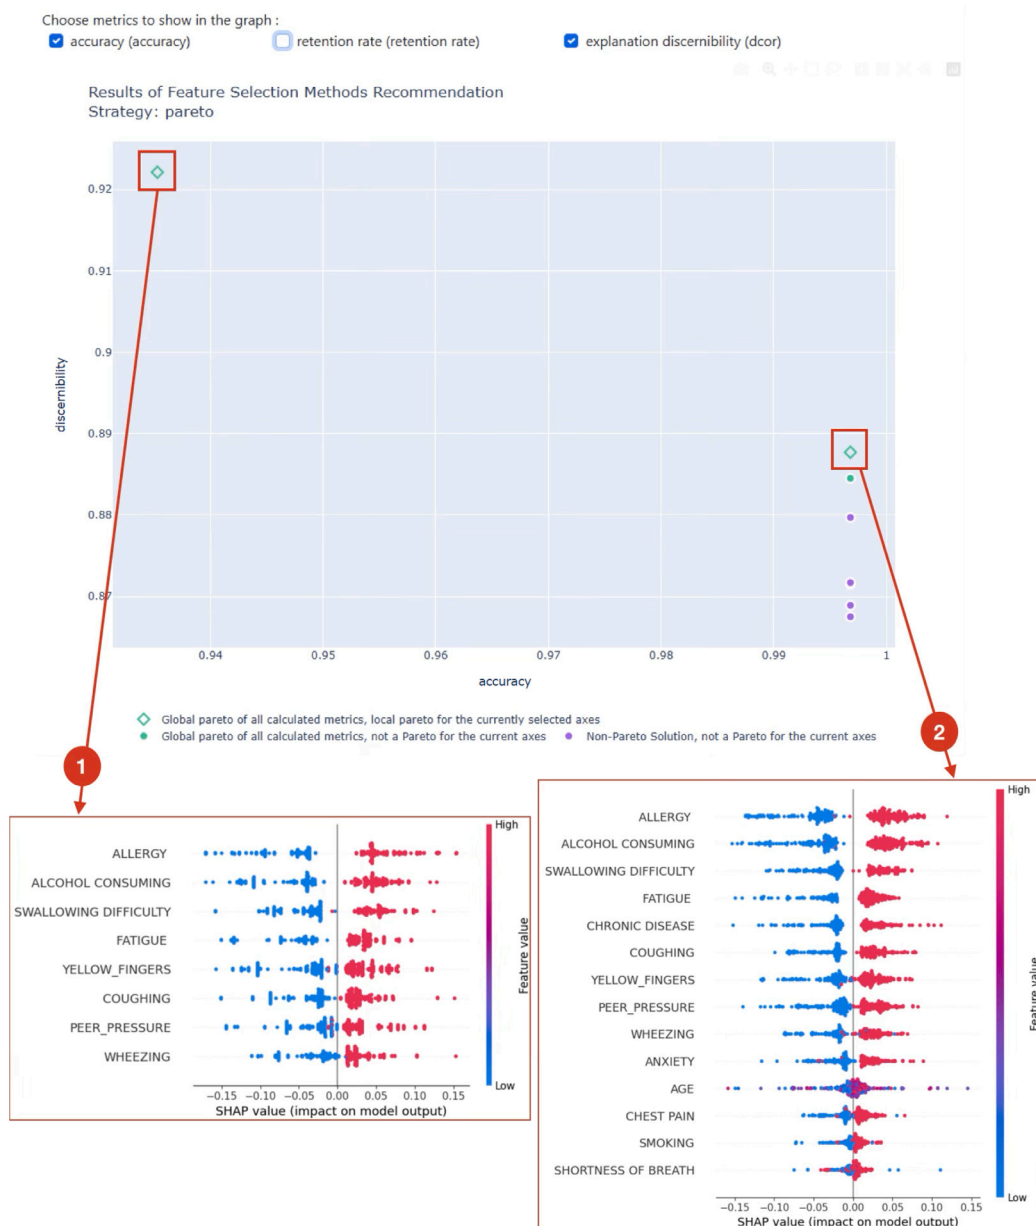 Choose metrics to show in the graph :
accuracy (accuracy) retention rate (retention rate) explanation discernibility (dcor)
Results of Feature Selection Methods Recommendation
Strategy: pareto
0.92
0.91
0.9
0.89
0.88
0.87
discernibility
0.94 0.95 0.96 0.97 0.98 0.99 1
accuracy
Global pareto of all calculated metrics, local pareto for the currently selected axes
Global pareto of all calculated metrics, not a Pareto for the current axes Non-Pareto Solution, not a Pareto for the current axes
1
2
High
ALLERGY
ALCOHOL CONSUMING
SWALLOWING DIFFICULTY
FATIGUE
YELLOW_FINGERS
COUGHING
PEER_PRESSURE
WHEEZING
Low
Feature value
−0.15 −0.10 −0.05 0.00 0.05 0.10 0.15
SHAP value (impact on model output)
High
ALLERGY
ALCOHOL CONSUMING
SWALLOWING DIFFICULTY
FATIGUE
CHRONIC DISEASE
COUGHING
YELLOW_FINGERS
PEER_PRESSURE
WHEEZING
ANXIETY
AGE
CHEST PAIN
SMOKING
SHORTNESS OF BREATH
Low
Feature value
−0.15 −0.10 −0.05 0.00 0.05 0.10 0.15
SHAP value (impact on model output)